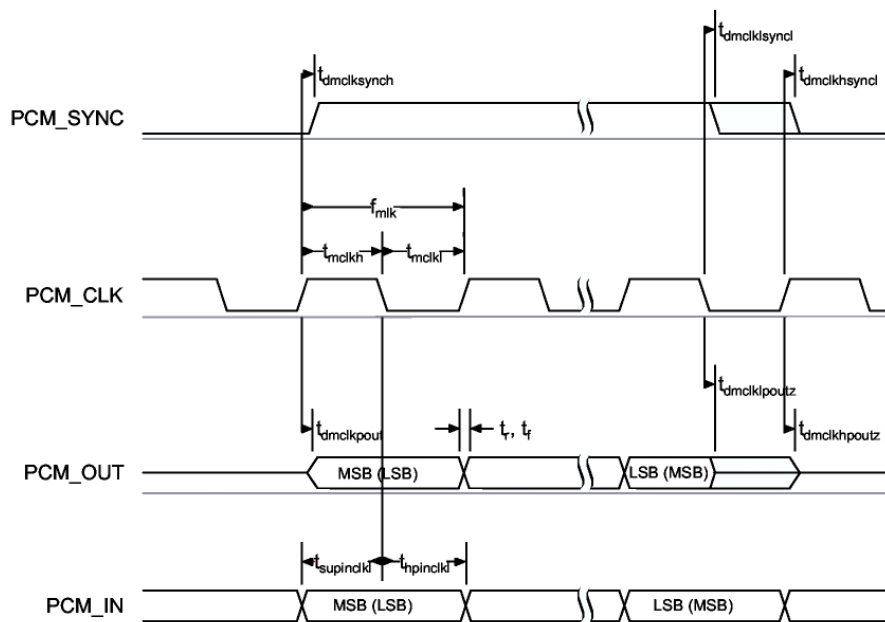 tdmclklsyncl
tdmclksynch
tdmclkhsyncl
PCM_SYNC
fmlk
tmclkh
tmclkl
PCM_CLK
tdmclklpoutz
tdmclkpout
tr, tf
tdmclkhpoutz
PCM_OUT
MSB (LSB)
LSB (MSB)
tsupinclkl
thpinclkl
PCM_IN
MSB (LSB)
LSB (MSB)